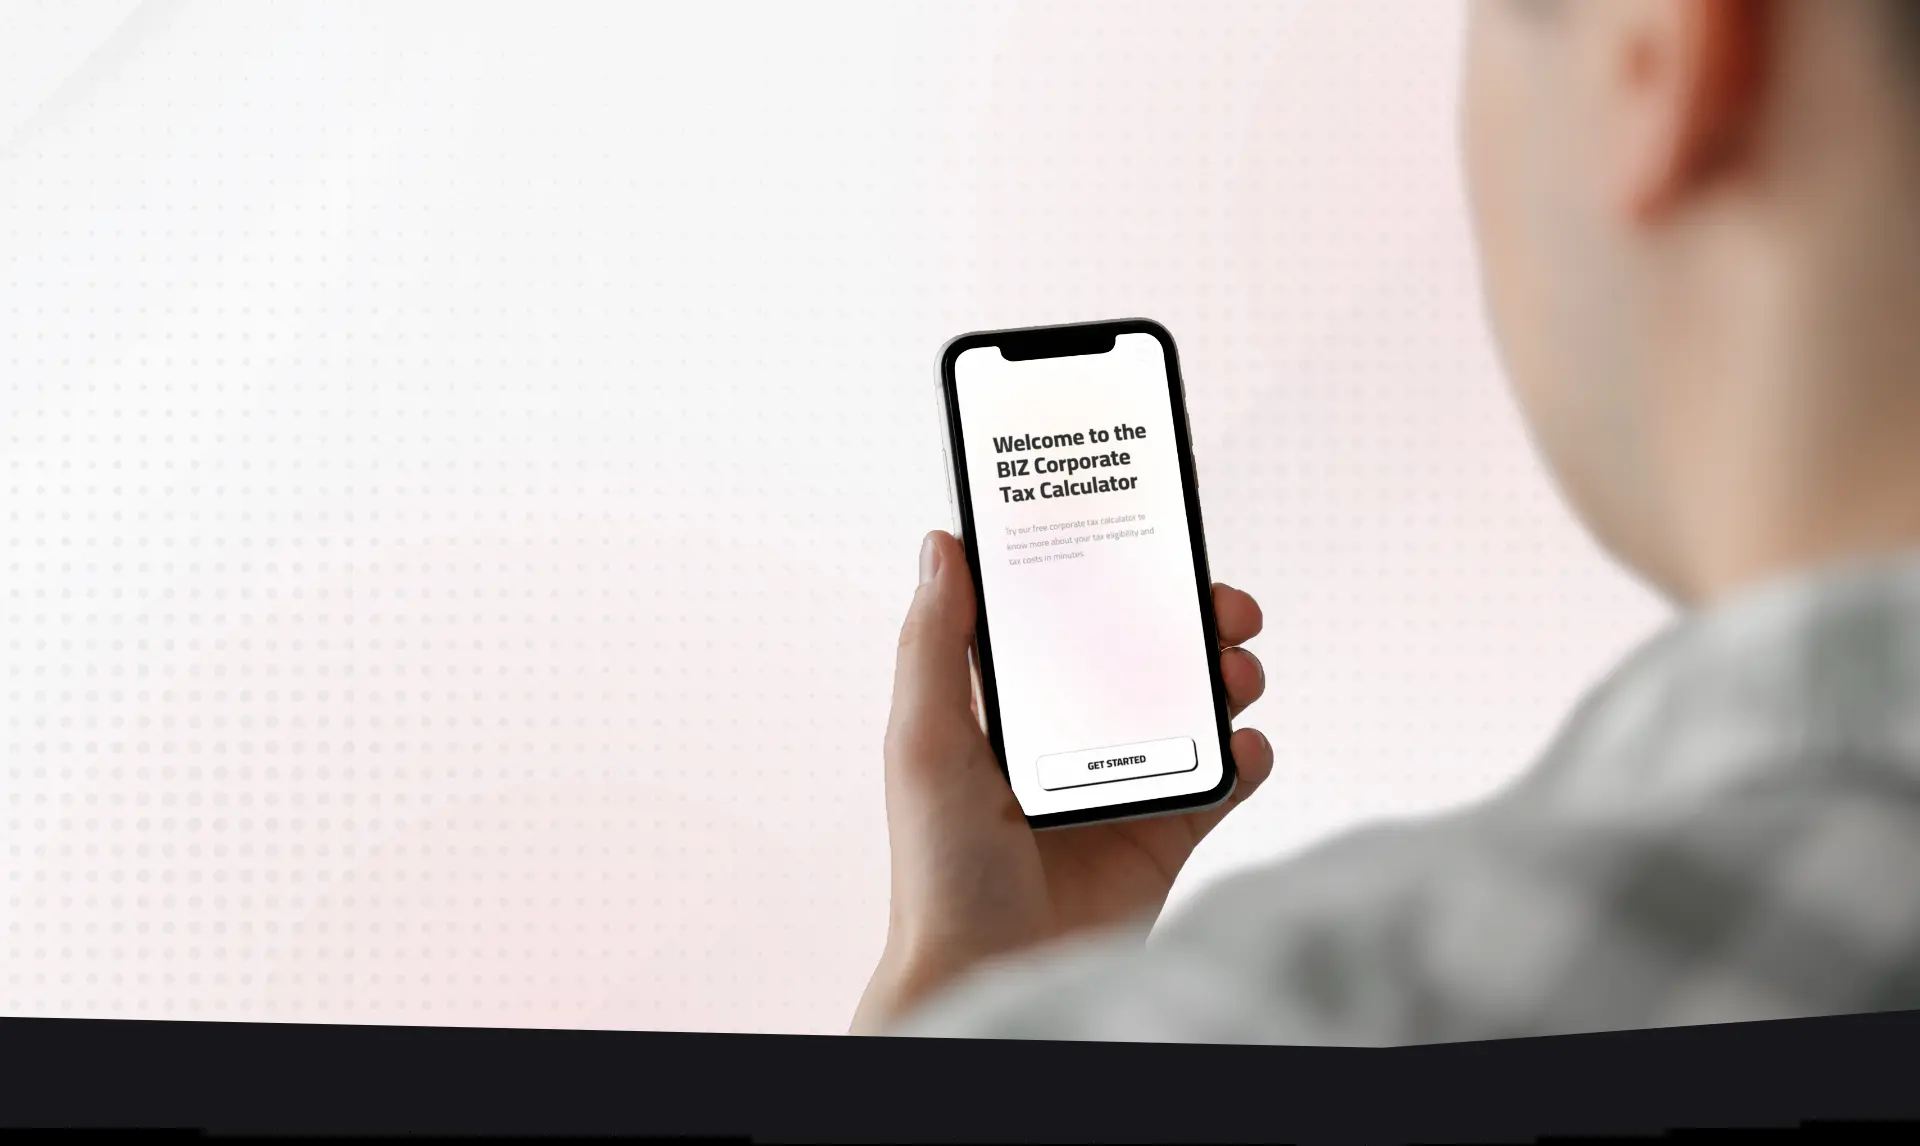 Welcome to the
BIZ Corporate
Tax Calculator
Try our free corporate tax calculator to
know more about your tax eligibility and
tax costs in minutes
GET STARTED